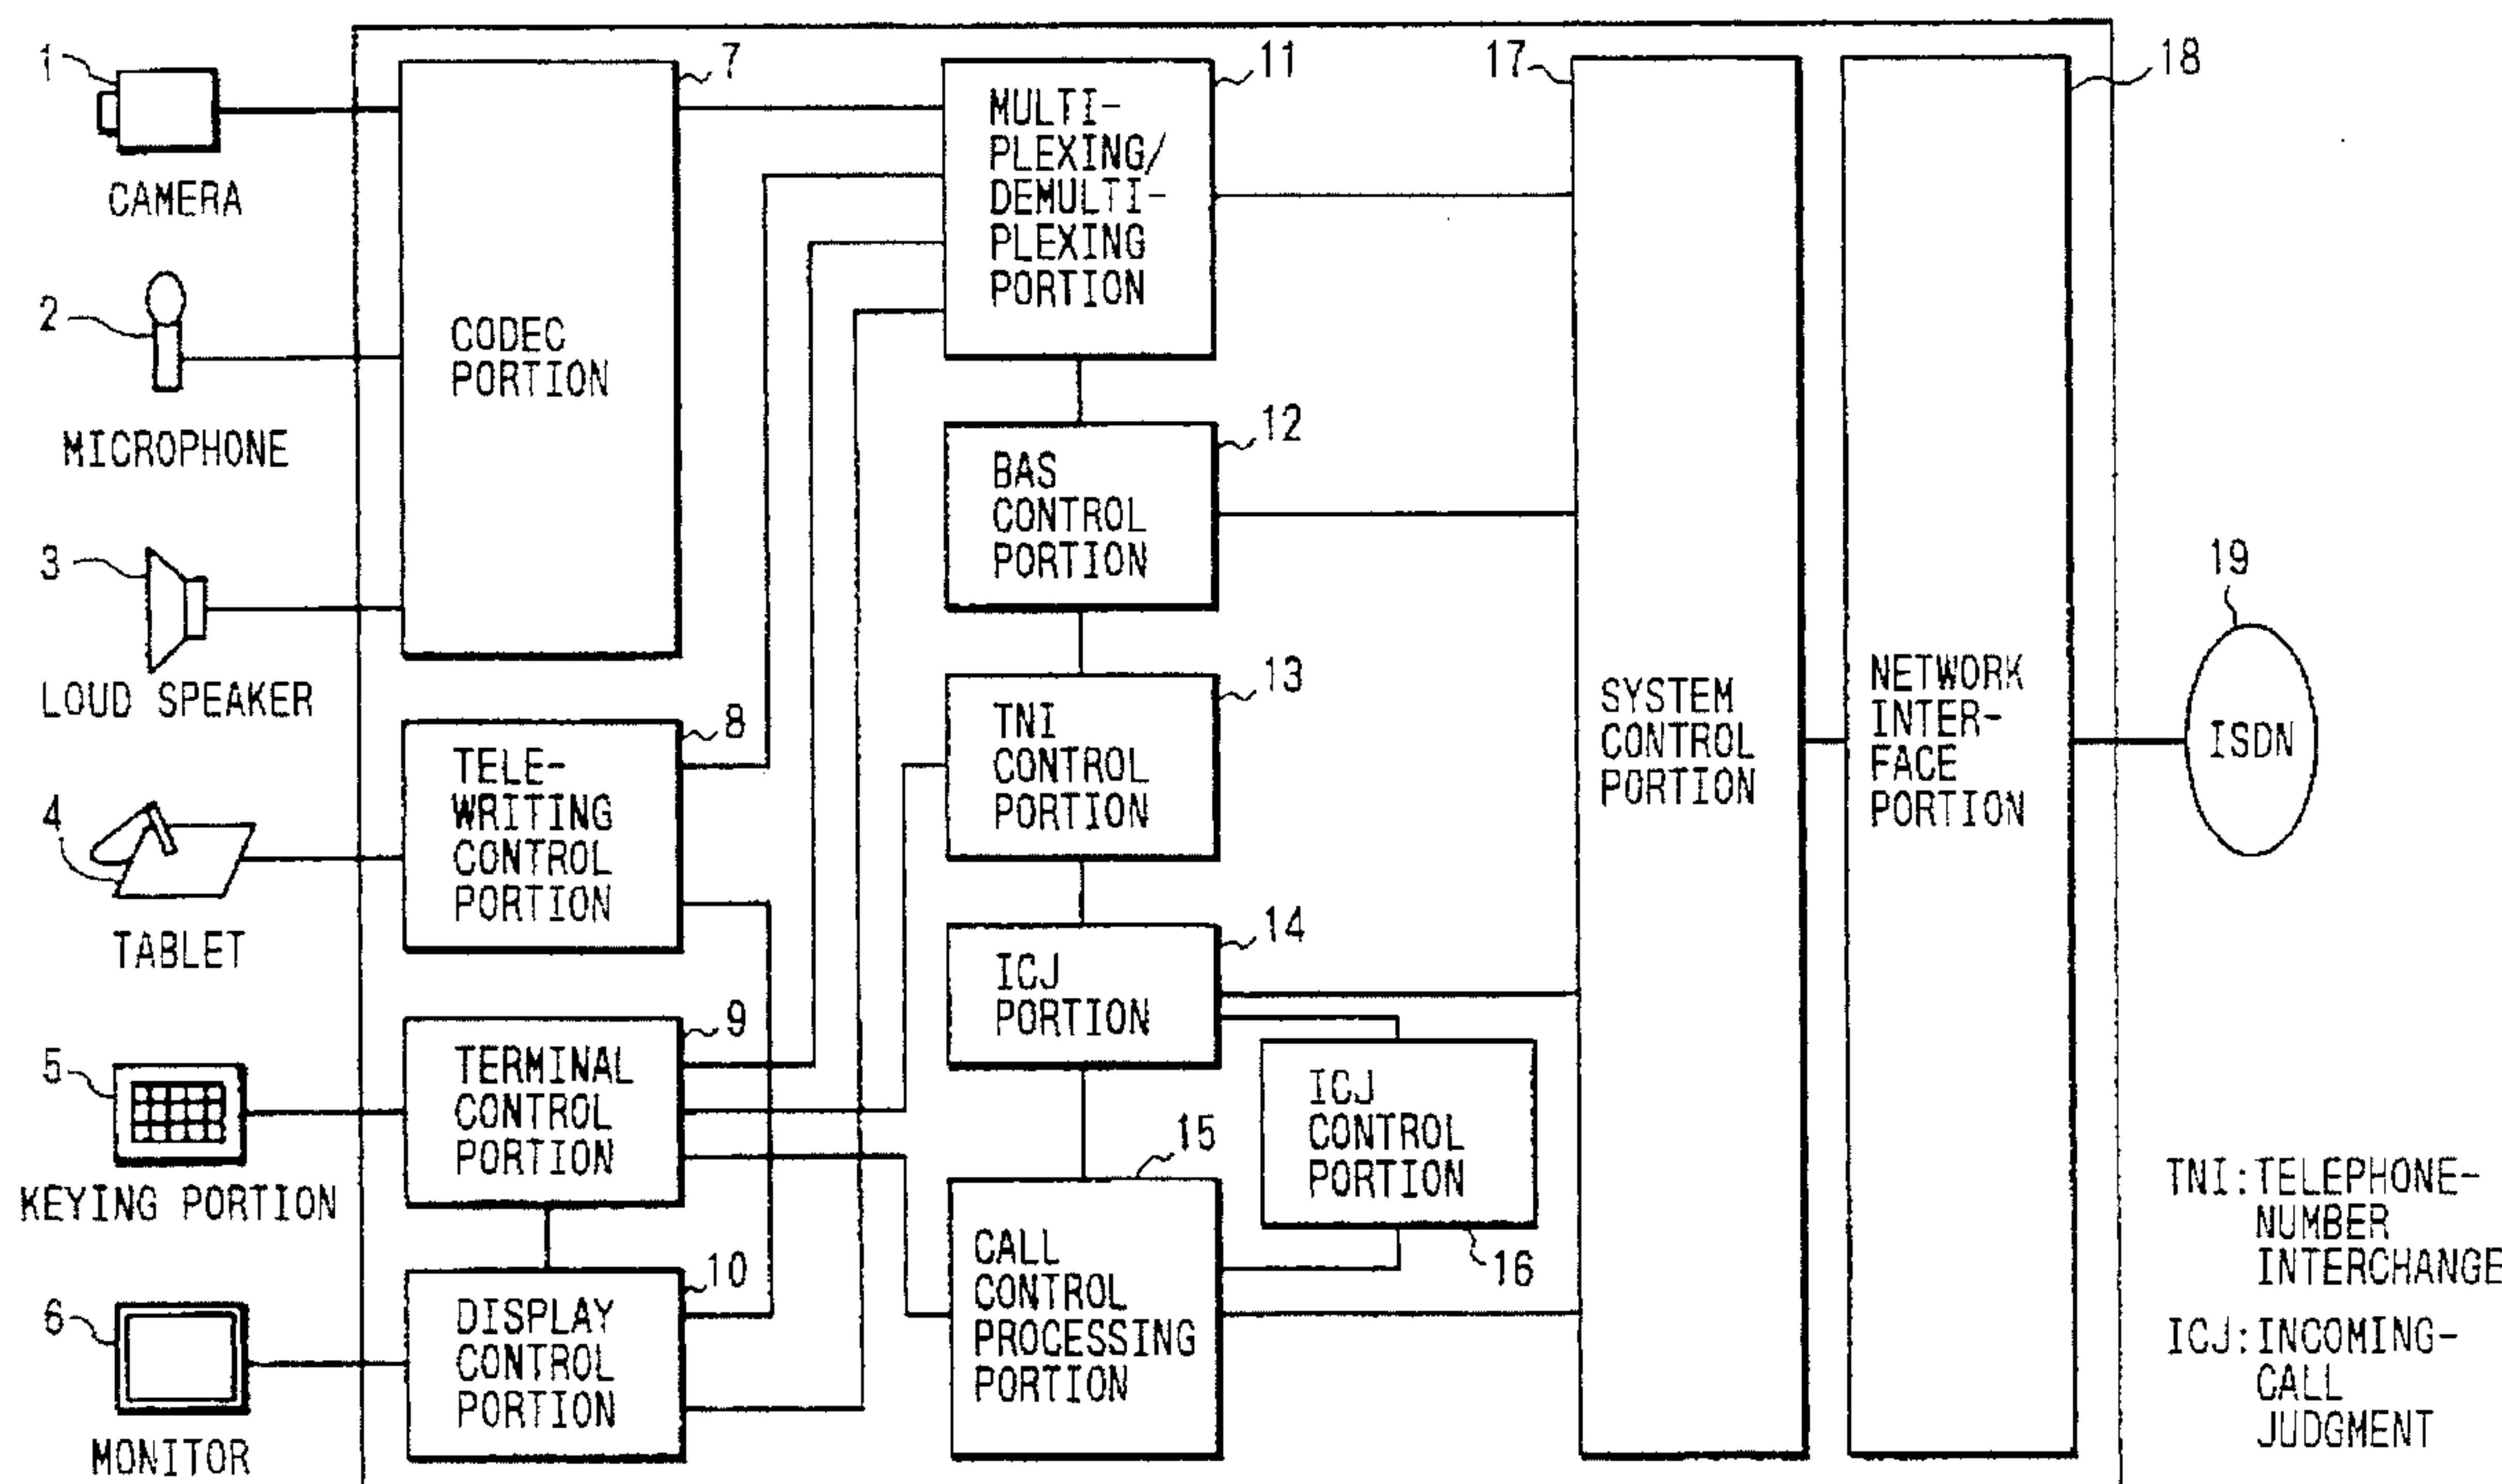 1
CAMERA
2
MICROPHONE
3
LOUD SPEAKER
4
TABLET
5
KEYING PORTION
6
MONITOR
7
CODEC
PORTION
8
TELE-
WRITING
CONTROL
PORTION
9
TERMINAL
CONTROL
PORTION
10
DISPLAY
CONTROL
PORTION
11
MULTI-
PLEXING/
DEMULTI-
PLEXING
PORTION
12
BAS
CONTROL
PORTION
13
TNI
CONTROL
PORTION
14
ICJ
PORTION
15
CALL
CONTROL
PROCESSING
PORTION
ICJ
CONTROL
PORTION
16
17
SYSTEM
CONTROL
PORTION
18
NETWORK
INTER-
FACE
PORTION
19
ISDN
TNI:TELEPHONE-
NUMBER
INTERCHANGE
ICJ:INCOMING-
CALL
JUDGMENT